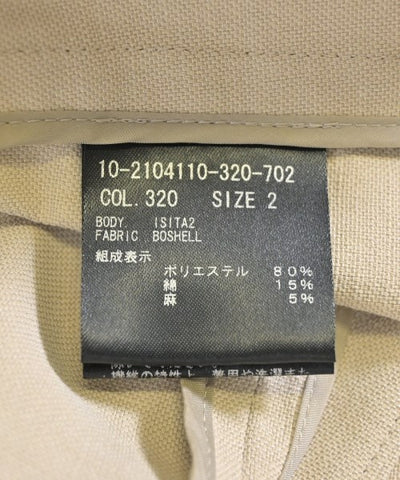 10-2104110-320-702
COL. 320 SIZE 2
BODY ISITA2
FABRIC BOSHELL
組成表示
ポリエステル 80%
綿 15%
麻 5%